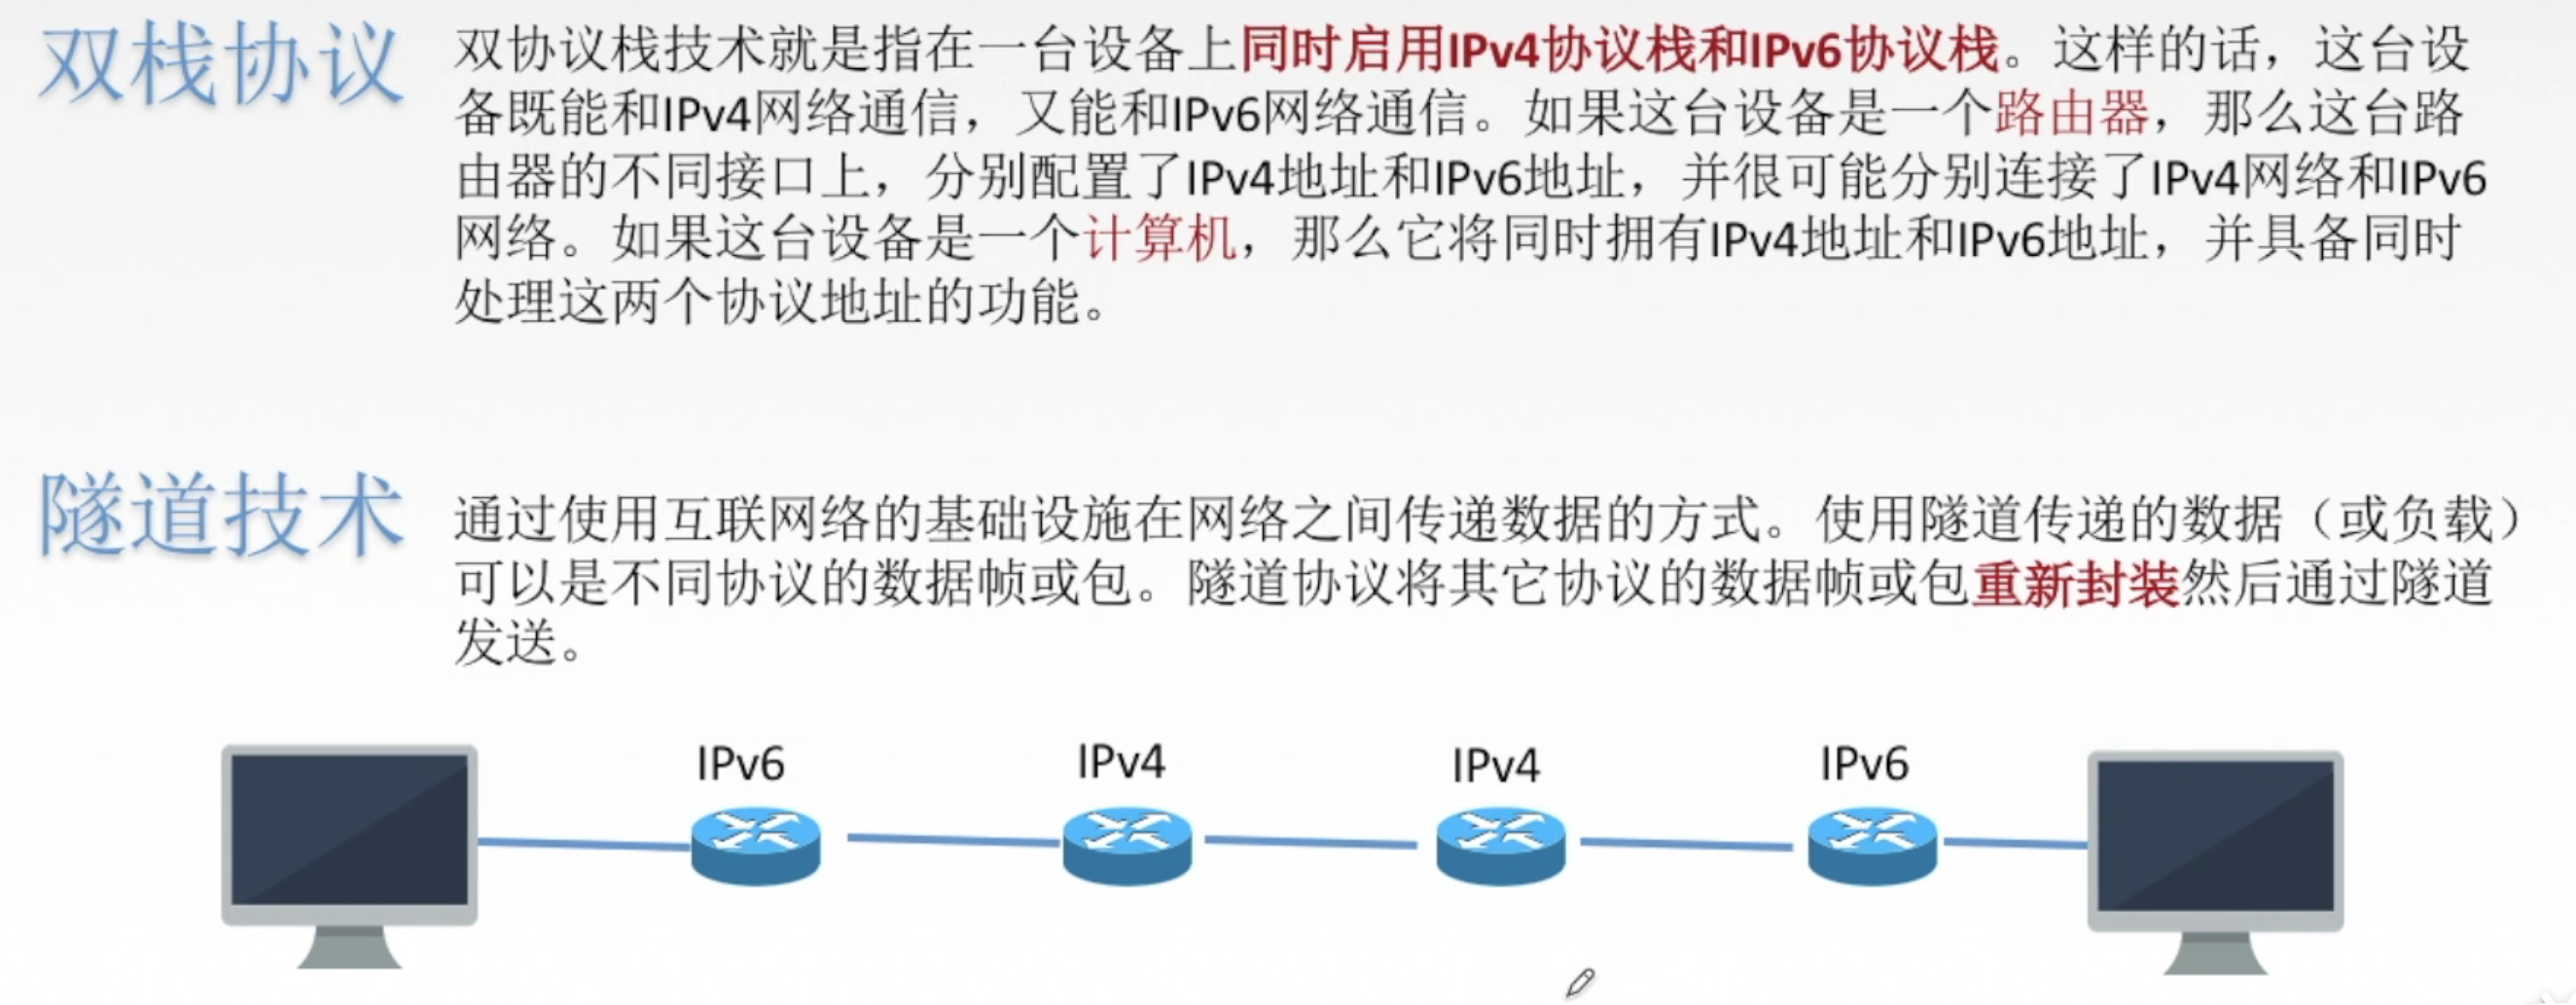 双栈协议
双协议栈技术就是指在一台设备上同时启用IPv4协议栈和IPv6协议栈。这样的话，这台设
备既能和IPv4网络通信，又能和IPv6网络通信。如果这台设备是一个路由器，那么这台路
由器的不同接口上，分别配置了IPv4地址和IPv6地址，并很可能分别连接了IPv4网络和IPv6
网络。如果这台设备是一个计算机，那么它将同时拥有IPv4地址和IPv6地址，并具备同时
处理这两个协议地址的功能。
隧道技术
通过使用互联网络的基础设施在网络之间传递数据的方式。使用隧道传递的数据（或负载）
可以是不同协议的数据帧或包。隧道协议将其它协议的数据帧或包重新封装然后通过隧道
发送。
IPv6
IPv4
IPv4
IPv6